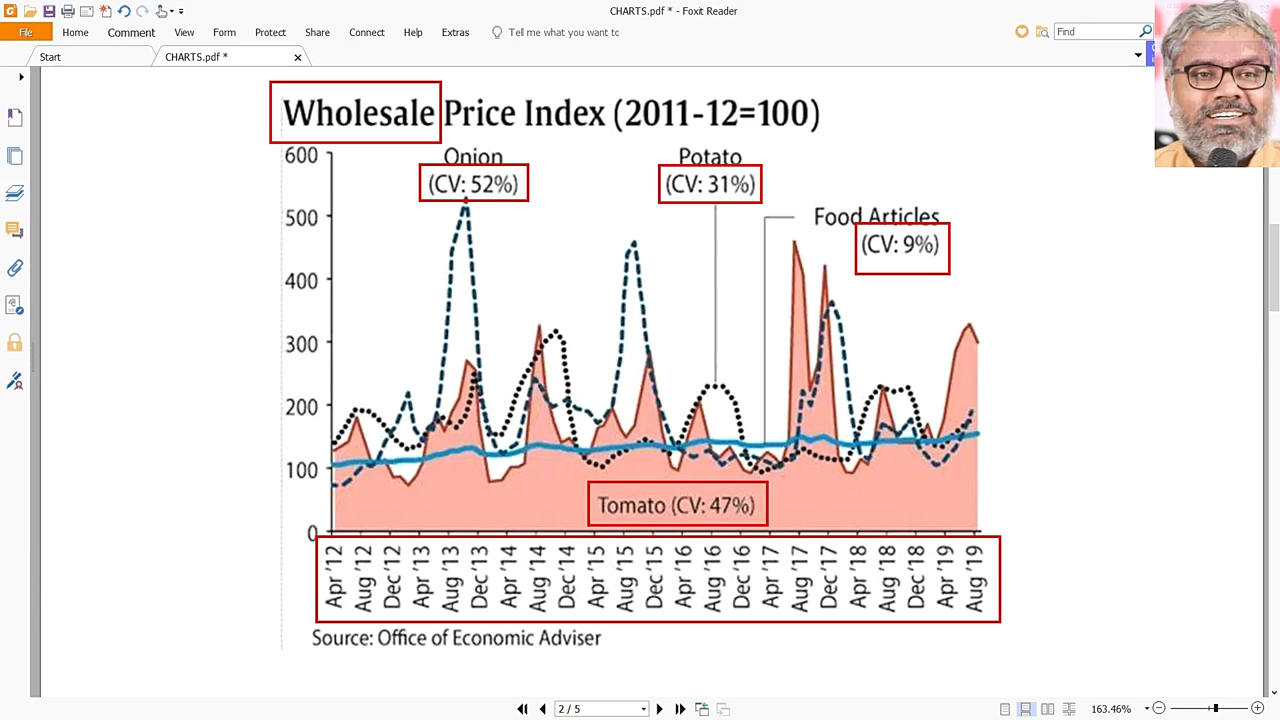 CHARTS.pdf * - Foxit Reader
File Home Comment View Form Protect Share Connect Help Extras Tell me what you want to Find
Start CHARTS.pdf *
Wholesale Price Index (2011-12=100)
Onion
(CV: 52%)
Potato
(CV: 31%)
Food Articles
(CV: 9%)
600
500
400
300
200
100
0
Tomato (CV: 47%)
Apr '12
Aug '12
Dec '12
Apr '13
Aug '13
Dec '13
Apr '14
Aug '14
Dec '14
Apr '15
Aug '15
Dec '15
Apr '16
Aug '16
Dec '16
Apr '17
Aug '17
Dec '17
Apr '18
Aug '18
Dec '18
Apr '19
Aug '19
Source: Office of Economic Adviser
2 / 5
163.46%